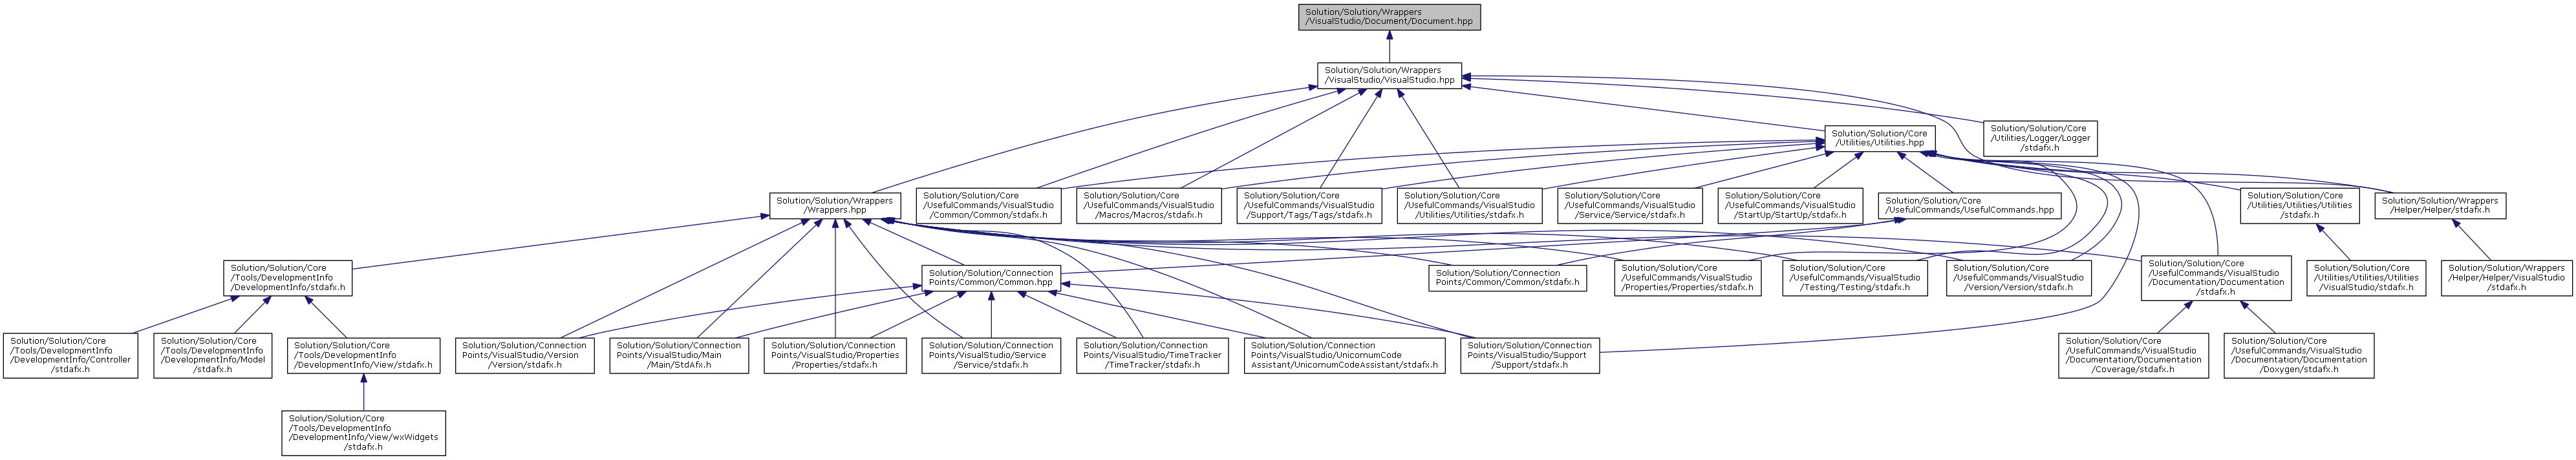 Solution/Solution/Wrappers
/VisualStudio/Document/Document.hpp
Solution/Solution/Wrappers
/VisualStudio/VisualStudio.hpp
Solution/Solution/Core
/Utilities/Logger/Logger
/stdafx.h
Solution/Solution/Core
/Utilities/Utilities.hpp
Solution/Solution/Wrappers
/Wrappers.hpp
Solution/Solution/Core
/UsefulCommands/VisualStudio
/Common/Common/stdafx.h
Solution/Solution/Core
/UsefulCommands/VisualStudio
/Macros/Macros/stdafx.h
Solution/Solution/Core
/UsefulCommands/VisualStudio
/Support/Tags/Tags/stdafx.h
Solution/Solution/Core
/UsefulCommands/VisualStudio
/Utilities/Utilities/stdafx.h
Solution/Solution/Core
/UsefulCommands/VisualStudio
/Service/Service/stdafx.h
Solution/Solution/Core
/UsefulCommands/VisualStudio
/StartUp/StartUp/stdafx.h
Solution/Solution/Core
/UsefulCommands/UsefulCommands.hpp
Solution/Solution/Core
/Utilities/Utilities/Utilities
/stdafx.h
Solution/Solution/Wrappers
/Helper/Helper/stdafx.h
Solution/Solution/Core
/Tools/DevelopmentInfo
/DevelopmentInfo/stdafx.h
Solution/Solution/Connection
Points/Common/Common.hpp
Solution/Solution/Connection
Points/Common/Common/stdafx.h
Solution/Solution/Core
/UsefulCommands/VisualStudio
/Properties/Properties/stdafx.h
Solution/Solution/Core
/UsefulCommands/VisualStudio
/Testing/Testing/stdafx.h
Solution/Solution/Core
/UsefulCommands/VisualStudio
/Version/Version/stdafx.h
Solution/Solution/Core
/UsefulCommands/VisualStudio
/Documentation/Documentation
/stdafx.h
Solution/Solution/Core
/Utilities/Utilities/Utilities
/VisualStudio/stdafx.h
Solution/Solution/Wrappers
/Helper/Helper/VisualStudio
/stdafx.h
Solution/Solution/Core
/Tools/DevelopmentInfo
/DevelopmentInfo/Controller
/stdafx.h
Solution/Solution/Core
/Tools/DevelopmentInfo
/DevelopmentInfo/Model
/stdafx.h
Solution/Solution/Core
/Tools/DevelopmentInfo
/DevelopmentInfo/View/stdafx.h
Solution/Solution/Connection
Points/VisualStudio/Version
/Version/stdafx.h
Solution/Solution/Connection
Points/VisualStudio/Main
/Main/StdAfx.h
Solution/Solution/Connection
Points/VisualStudio/Properties
/Properties/stdafx.h
Solution/Solution/Connection
Points/VisualStudio/Service
/Service/stdafx.h
Solution/Solution/Connection
Points/VisualStudio/TimeTracker
/TimeTracker/stdafx.h
Solution/Solution/Connection
Points/VisualStudio/UnicornumCode
Assistant/UnicornumCodeAssistant/stdafx.h
Solution/Solution/Connection
Points/VisualStudio/Support
/Support/stdafx.h
Solution/Solution/Core
/UsefulCommands/VisualStudio
/Documentation/Documentation
/Coverage/stdafx.h
Solution/Solution/Core
/UsefulCommands/VisualStudio
/Documentation/Documentation
/Doxygen/stdafx.h
Solution/Solution/Core
/Tools/DevelopmentInfo
/DevelopmentInfo/View/wxWidgets
/stdafx.h